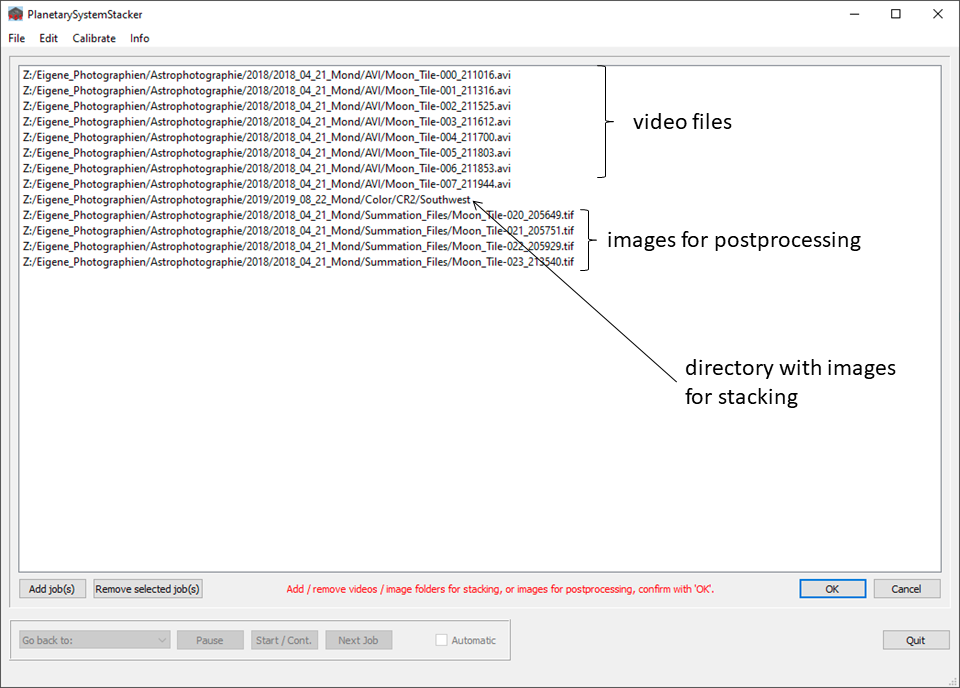 PlanetarySystemStacker
File Edit Calibrate Info
Z:/Eigene_Photographien/Astrophotographie/2018/2018_04_21_Mond/AVI/Moon_Tile-000_211016.avi
Z:/Eigene_Photographien/Astrophotographie/2018/2018_04_21_Mond/AVI/Moon_Tile-001_211316.avi
Z:/Eigene_Photographien/Astrophotographie/2018/2018_04_21_Mond/AVI/Moon_Tile-002_211525.avi
Z:/Eigene_Photographien/Astrophotographie/2018/2018_04_21_Mond/AVI/Moon_Tile-003_211612.avi
Z:/Eigene_Photographien/Astrophotographie/2018/2018_04_21_Mond/AVI/Moon_Tile-004_211700.avi
Z:/Eigene_Photographien/Astrophotographie/2018/2018_04_21_Mond/AVI/Moon_Tile-005_211803.avi
Z:/Eigene_Photographien/Astrophotographie/2018/2018_04_21_Mond/AVI/Moon_Tile-006_211853.avi
Z:/Eigene_Photographien/Astrophotographie/2018/2018_04_21_Mond/AVI/Moon_Tile-007_211944.avi
Z:/Eigene_Photographien/Astrophotographie/2019/2019_08_22_Mond/Color/CR2/Southwest
Z:/Eigene_Photographien/Astrophotographie/2018/2018_04_21_Mond/Summation_Files/Moon_Tile-020_205649.tif
Z:/Eigene_Photographien/Astrophotographie/2018/2018_04_21_Mond/Summation_Files/Moon_Tile-021_205751.tif
Z:/Eigene_Photographien/Astrophotographie/2018/2018_04_21_Mond/Summation_Files/Moon_Tile-022_205929.tif
Z:/Eigene_Photographien/Astrophotographie/2018/2018_04_21_Mond/Summation_Files/Moon_Tile-023_213540.tif
video files
images for postprocessing
directory with images
for stacking
Add job(s) Remove selected job(s) Add / remove videos / image folders for stacking, or images for postprocessing, confirm with 'OK'. OK Cancel
Go back to: Pause Start / Cont. Next Job Automatic Quit